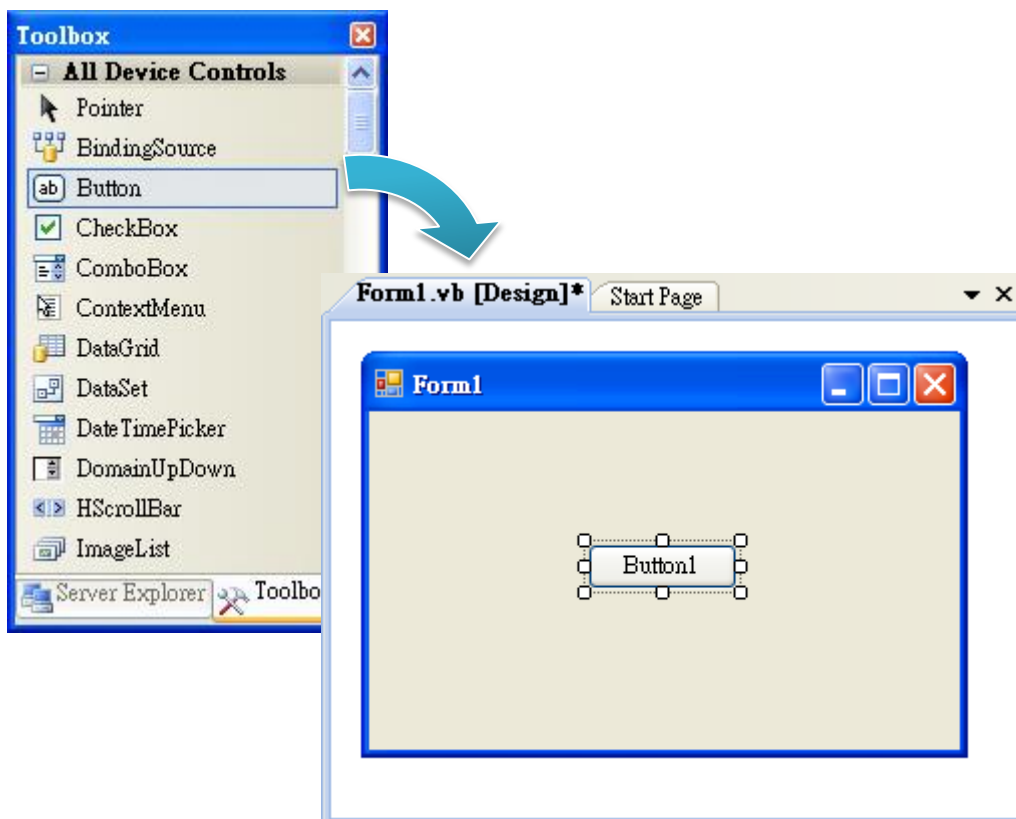 Toolbox
All Device Controls
Pointer
BindingSource
ab Button
CheckBox
ComboBox
ContextMenu
DataGrid
DataSet
DateTimePicker
DomainUpDown
HScrollBar
ImageList
Server Explorer Toolbo
Form1.vb [Design]* Start Page
Form1
Button1